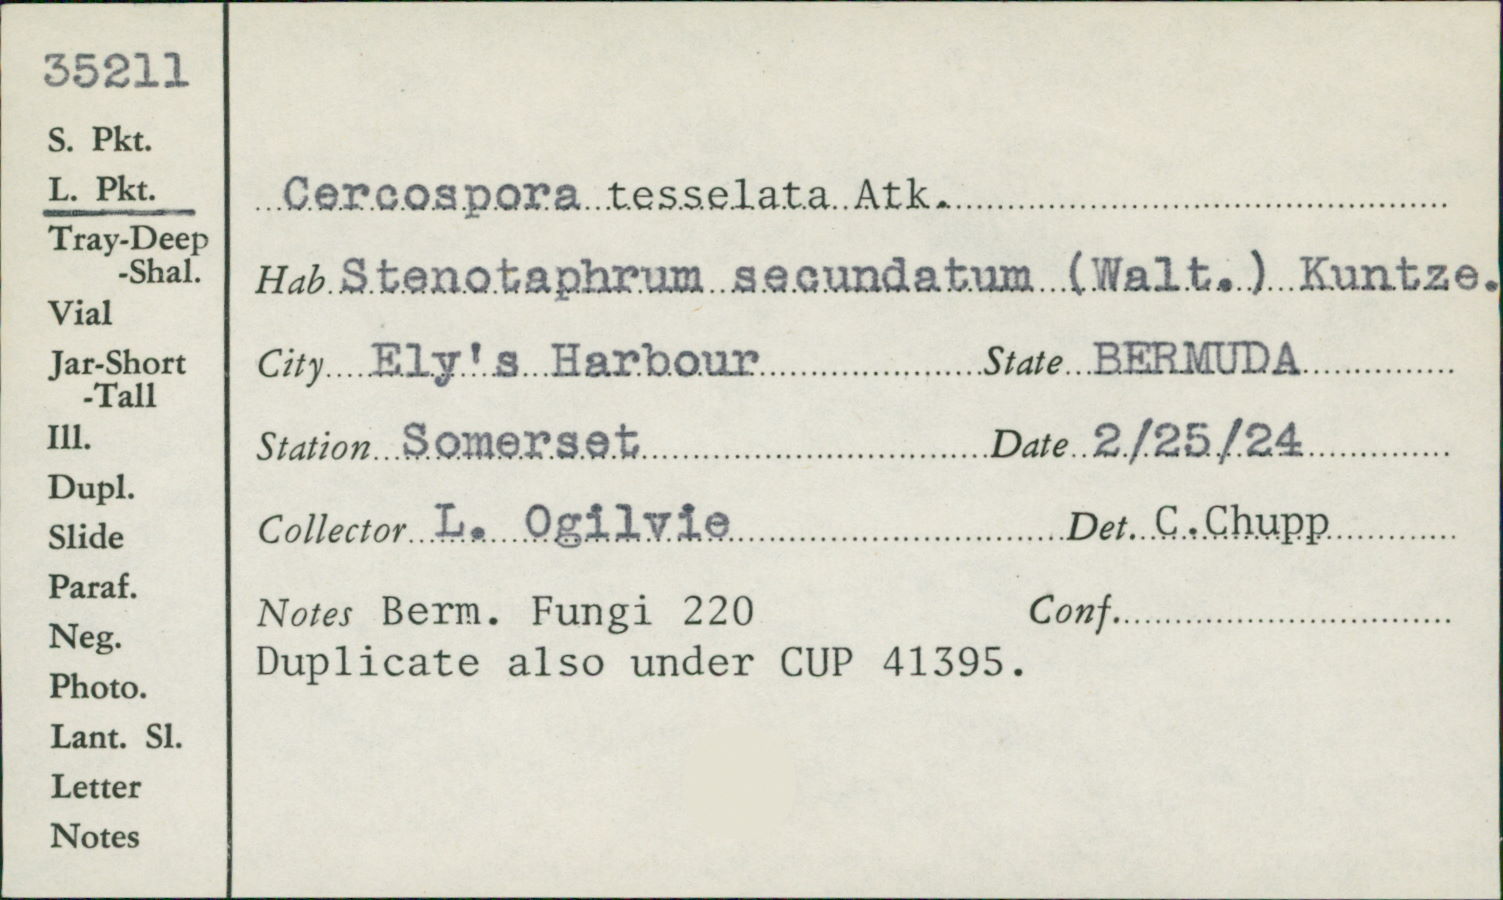 35211
S. Pkt.
L. Pkt.
Tray-Deep
-Shal.
Vial
Jar-Short
-Tall
Ill.
Dupl.
Slide
Paraf.
Neg.
Photo.
Lant. Sl.
Letter
Notes
Cercospora tesselata Atk.
Hab. Stenotaphrum secundatum (Walt.) Kuntze.
City Ely's Harbour State BERMUDA
Station Somerset Date 2/25/24
Collector L. Ogilvie Det. C.Chupp
Notes Berm. Fungi 220 Conf.
Duplicate also under CUP 41395.